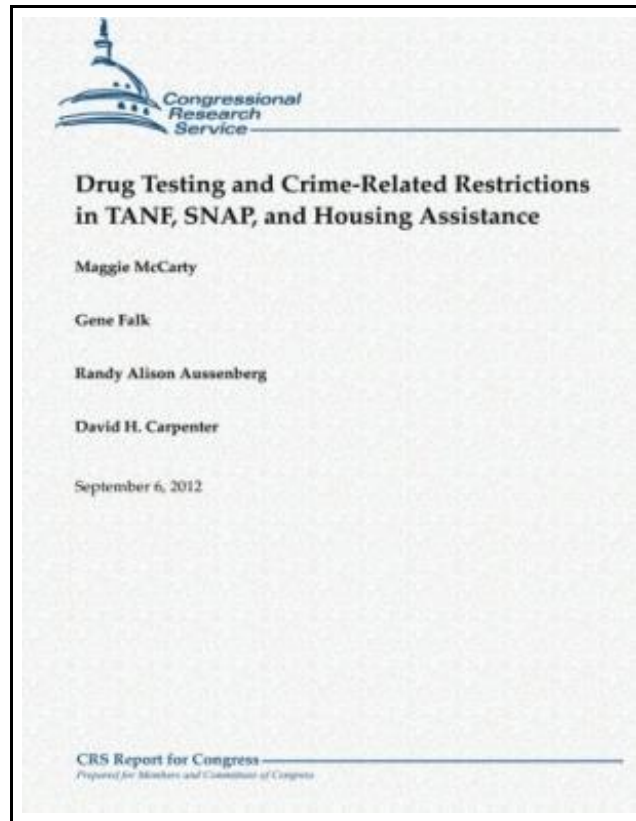 Congressional
Research
Service
Drug Testing and Crime-Related Restrictions
in TANF, SNAP, and Housing Assistance
Maggie McCarty
Gene Falk
Randy Alison Aussenberg
David H. Carpenter
September 6, 2012
CRS Report for Congress
Prepared for Members and Committees of Congress